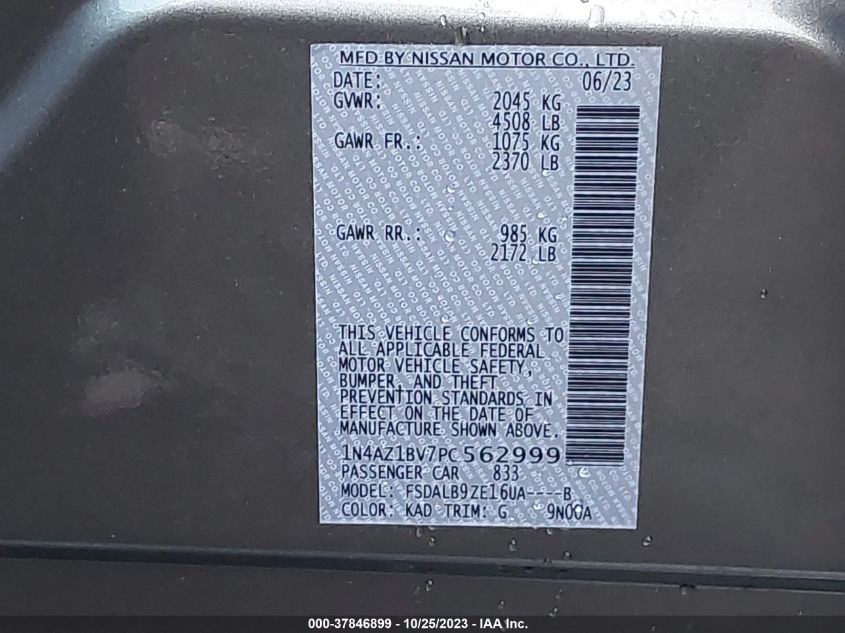 MFD BY NISSAN MOTOR CO., LTD.
DATE: 06/23
GVWR: 2045 KG
4508 LB
GAWR FR.: 1075 KG
2370 LB
GAWR RR.: 985 KG
2172 LB
THIS VEHICLE CONFORMS TO
ALL APPLICABLE FEDERAL
MOTOR VEHICLE SAFETY,
BUMPER, AND THEFT
PREVENTION STANDARDS IN
EFFECT ON THE DATE OF
MANUFACTURE SHOWN ABOVE.
1N4AZ1BV7PC562999
PASSENGER CAR 833
MODEL: FSDALB9ZE16UA----B
COLOR: KAD TRIM: G 9N00A
000-37846899 - 10/25/2023 - IAA Inc.